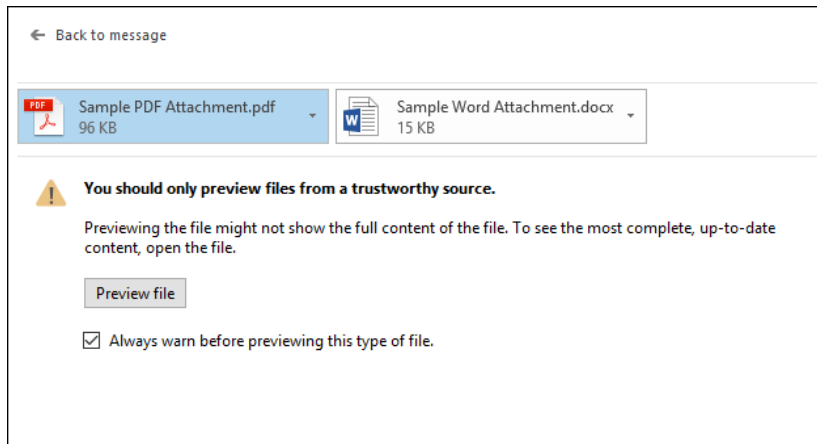 Back to message
PDF
Sample PDF Attachment.pdf
96 KB
W
Sample Word Attachment.docx
15 KB
You should only preview files from a trustworthy source.
Previewing the file might not show the full content of the file. To see the most complete, up-to-date
content, open the file.
Preview file
Always warn before previewing this type of file.